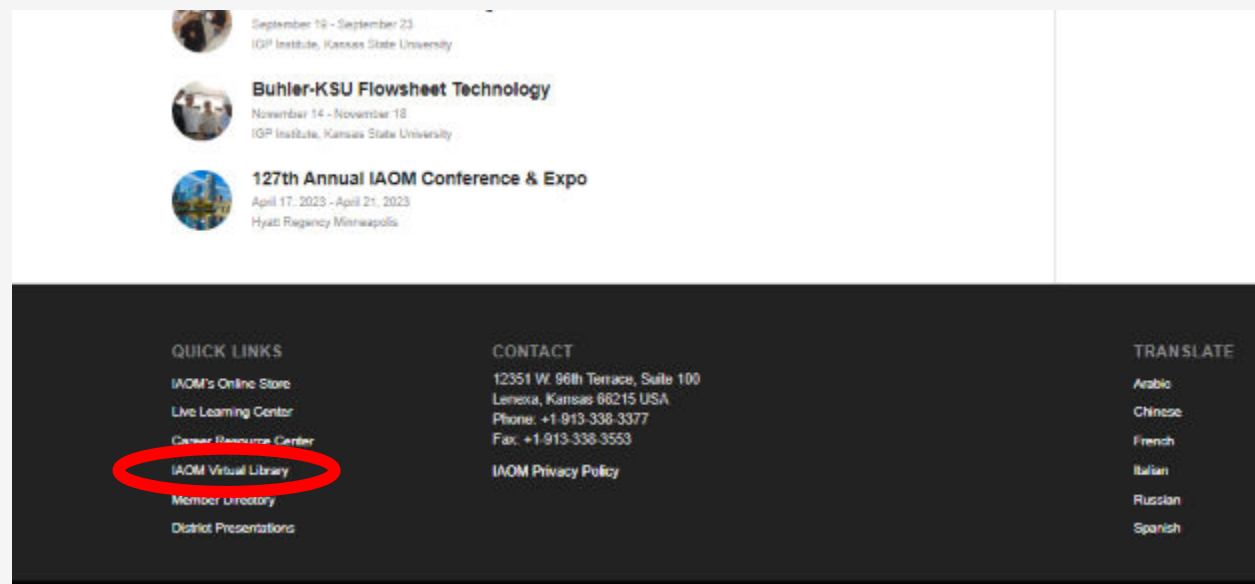 September 19 - September 23
IGP Institute, Kansas State University
Buhler-KSU Flowsheet Technology
November 14 - November 18
IGP Institute, Kansas State University
127th Annual IAOM Conference & Expo
April 17, 2023 - April 21, 2023
Hyatt Regency Minneapolis
QUICK LINKS
IAOM's Online Store
Live Learning Center
Career Resource Center
IAOM Virtual Library
Member Directory
District Presentations
CONTACT
12351 W. 96th Terrace, Suite 100
Lenexa, Kansas 66215 USA
Phone: +1-913-338-3377
Fax: +1-913-338-3553
IAOM Privacy Policy
TRANSLATE
Arabic
Chinese
French
Italian
Russian
Spanish